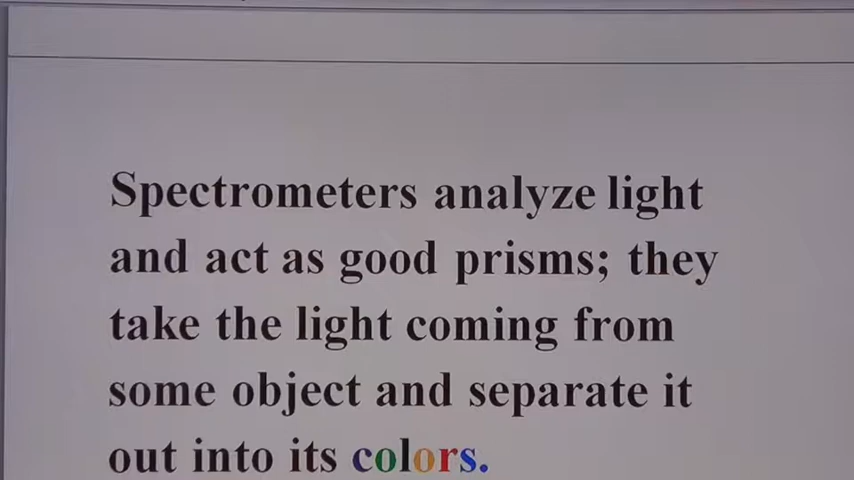 Spectrometers analyze light
and act as good prisms; they
take the light coming from
some object and separate it
out into its colors.